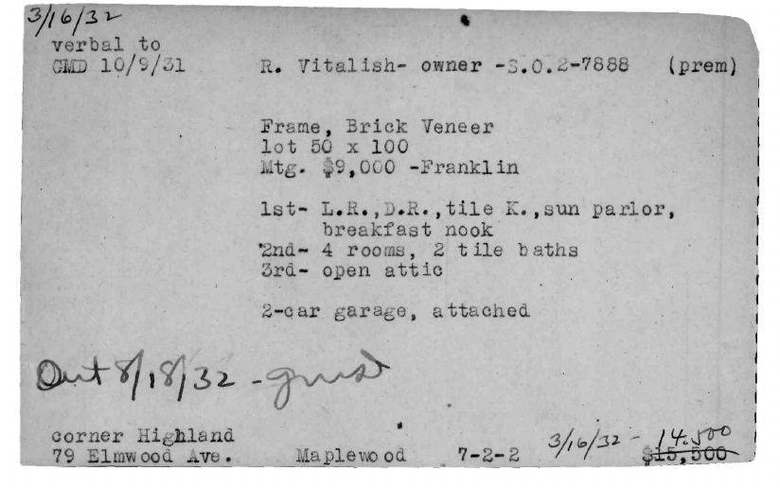 3/16/32
verbal to
CMD 10/9/31 R. Vitalish- owner -S.O.2-7888 (prem)
Frame, Brick Veneer
lot 50 x 100
Mtg. $9,000 -Franklin
1st- L.R.,D.R.,tile K.,sun parlor,
breakfast nook
2nd- 4 rooms, 2 tile baths
3rd- open attic
2-car garage, attached
Out 8/18/32 -
corner Highland 3/16/32 - 14.500
79 Elmwood Ave. Maplewood 7-2-2 $15,500